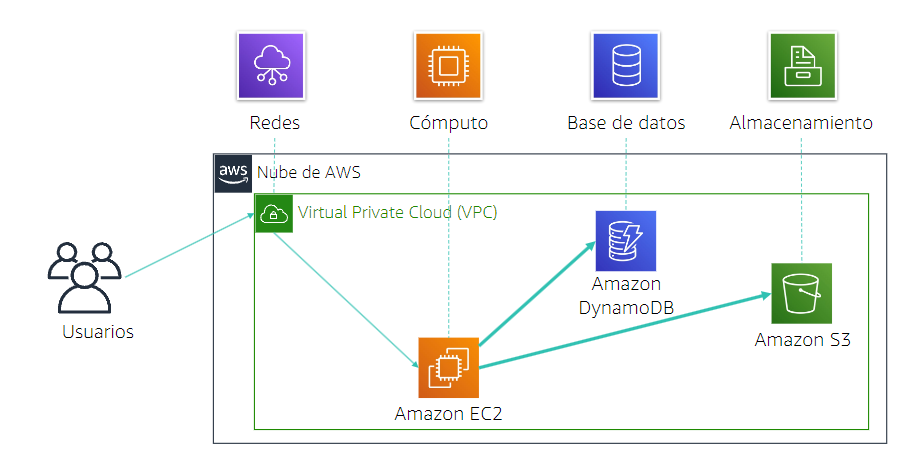 Redes
Cómputo
Base de datos
Almacenamiento
aws
Nube de AWS
Virtual Private Cloud (VPC)
Usuarios
Amazon
DynamoDB
Amazon S3
Amazon EC2